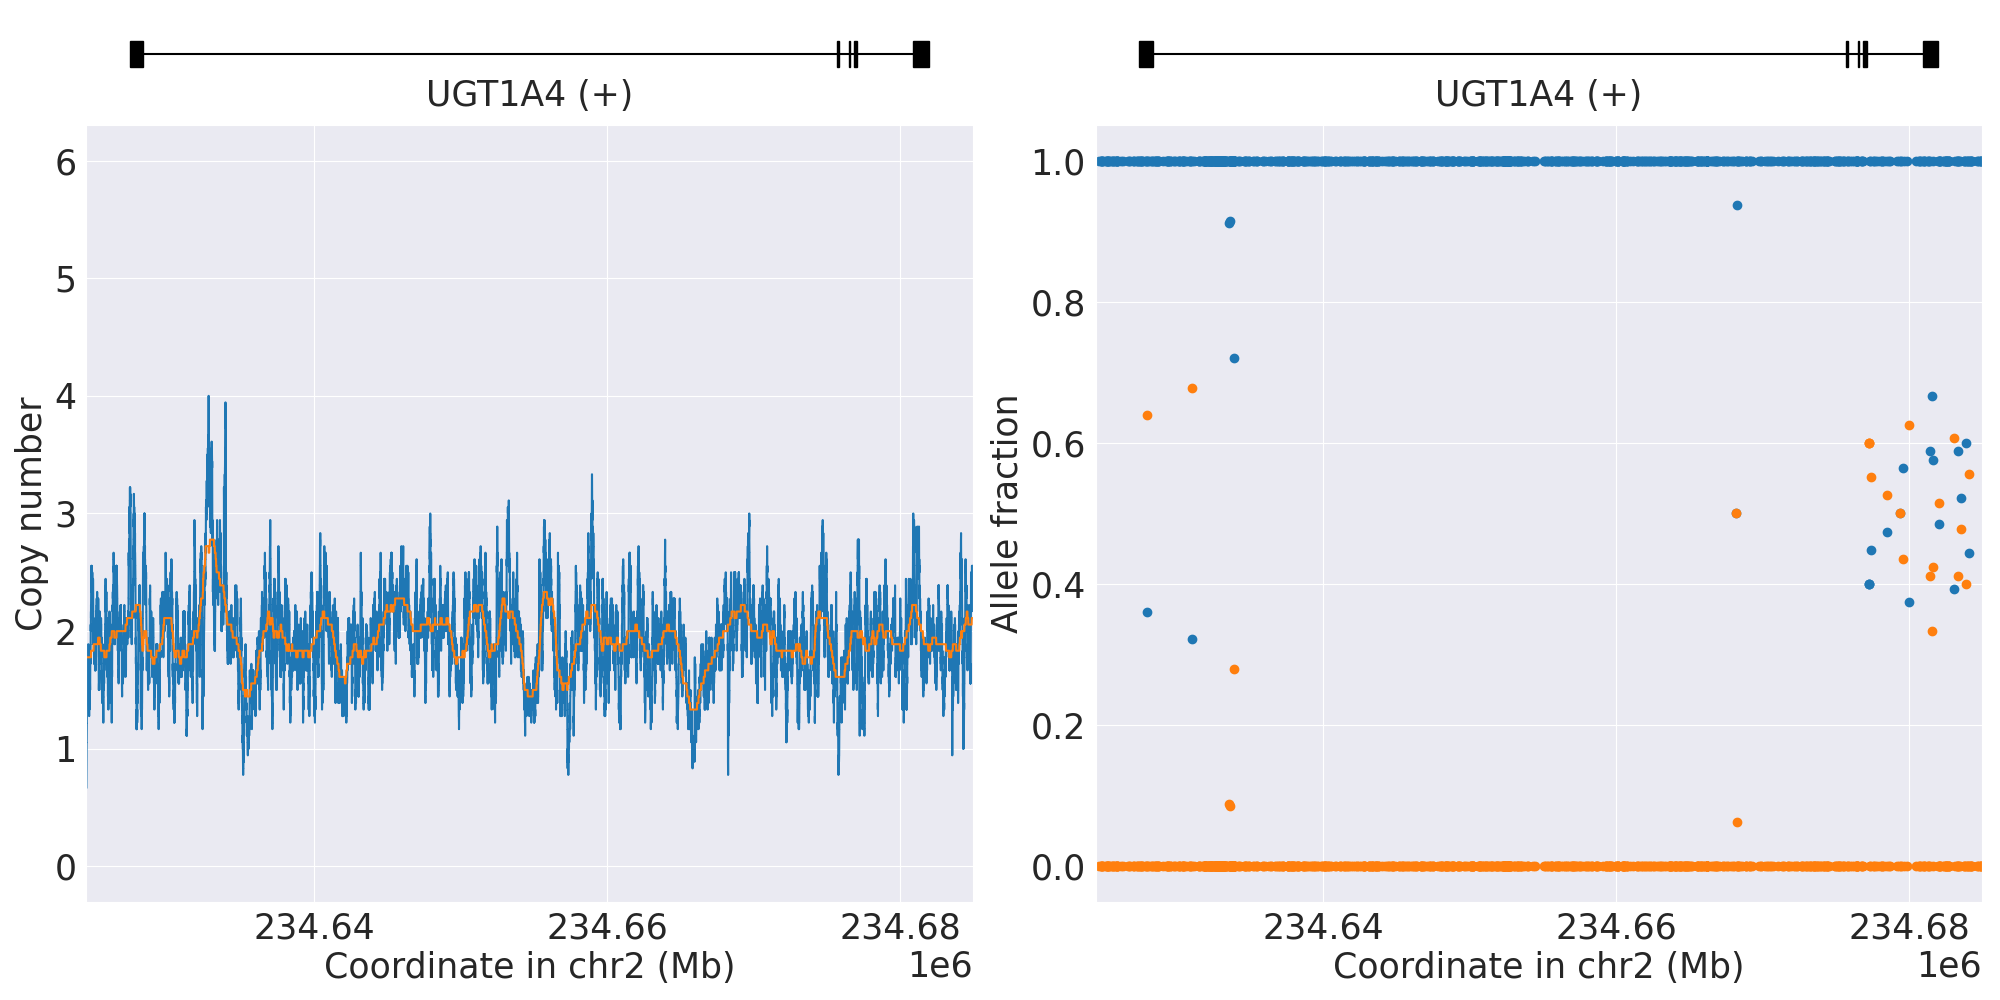 UGT1A4 (+)
6
5
4
3
2
1
0
Copy number
234.64
234.66
234.68
1e6
Coordinate in chr2 (Mb)
UGT1A4 (+)
1.0
0.8
0.6
0.4
0.2
0.0
Allele fraction
234.64
234.66
234.68
1e6
Coordinate in chr2 (Mb)